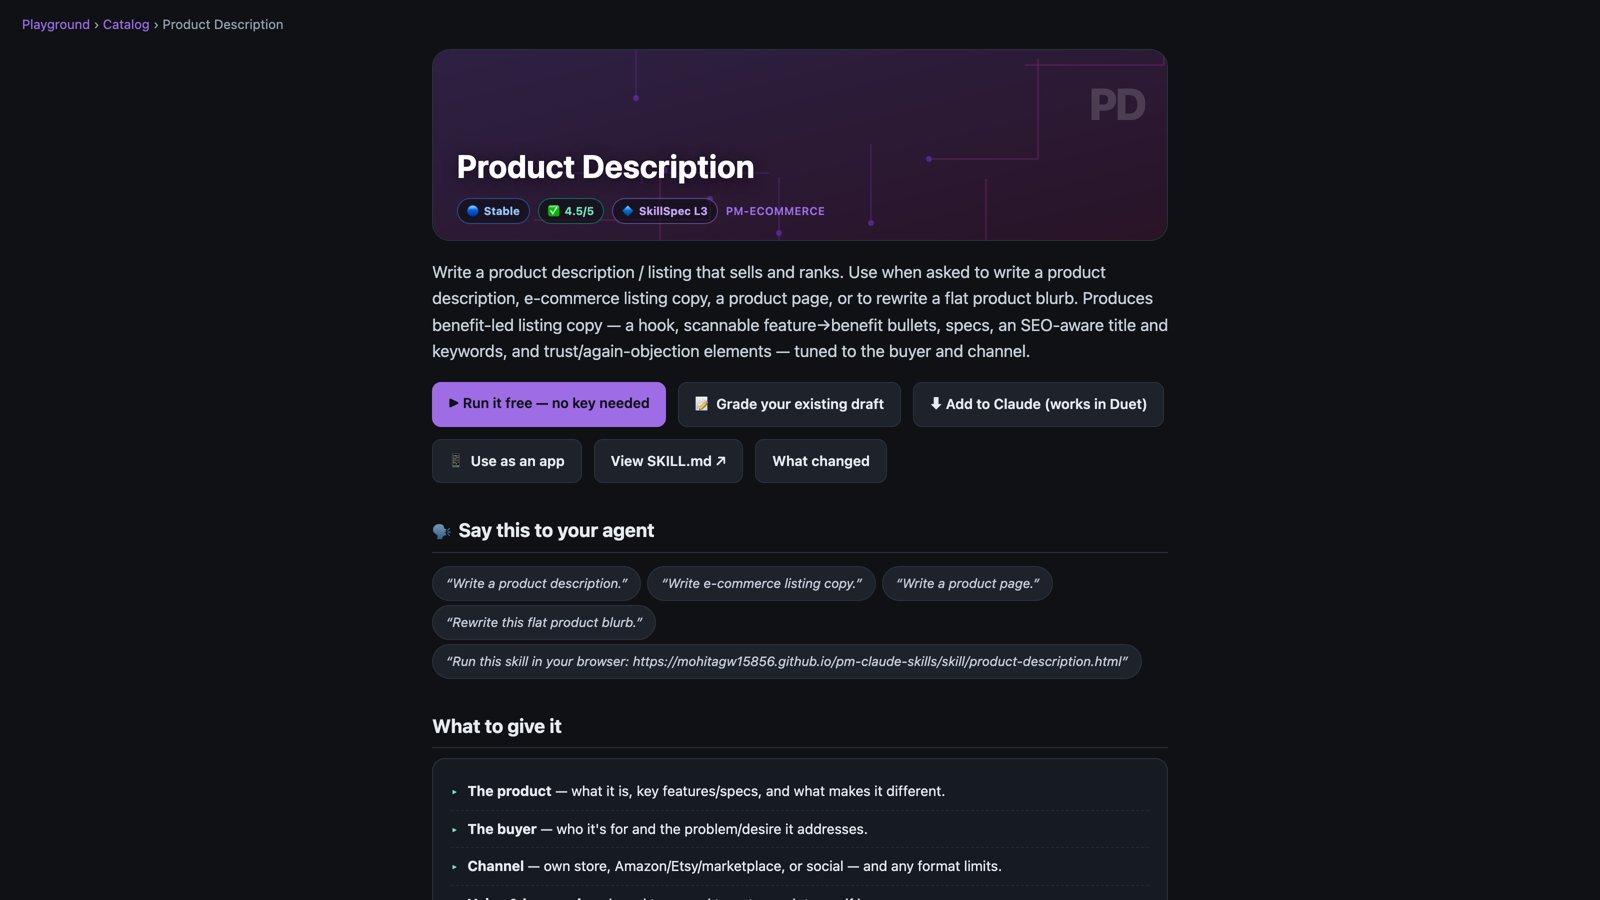 Playground › Catalog › Product Description
PD
Product Description
Stable
4.5/5
SkillSpec L3
PM-ECOMMERCE
Write a product description / listing that sells and ranks. Use when asked to write a product
description, e-commerce listing copy, a product page, or to rewrite a flat product blurb. Produces
benefit-led listing copy — a hook, scannable feature→benefit bullets, specs, an SEO-aware title and
keywords, and trust/again-objection elements — tuned to the buyer and channel.
▶ Run it free — no key needed
Grade your existing draft
⬇ Add to Claude (works in Duet)
Use as an app
View SKILL.md ↗
What changed
Say this to your agent
“Write a product description.”
“Write e-commerce listing copy.”
“Write a product page.”
“Rewrite this flat product blurb.”
“Run this skill in your browser: https://mohitagw15856.github.io/pm-claude-skills/skill/product-description.html”
What to give it
▸ The product — what it is, key features/specs, and what makes it different.
▸ The buyer — who it's for and the problem/desire it addresses.
▸ Channel — own store, Amazon/Etsy/marketplace, or social — and any format limits.